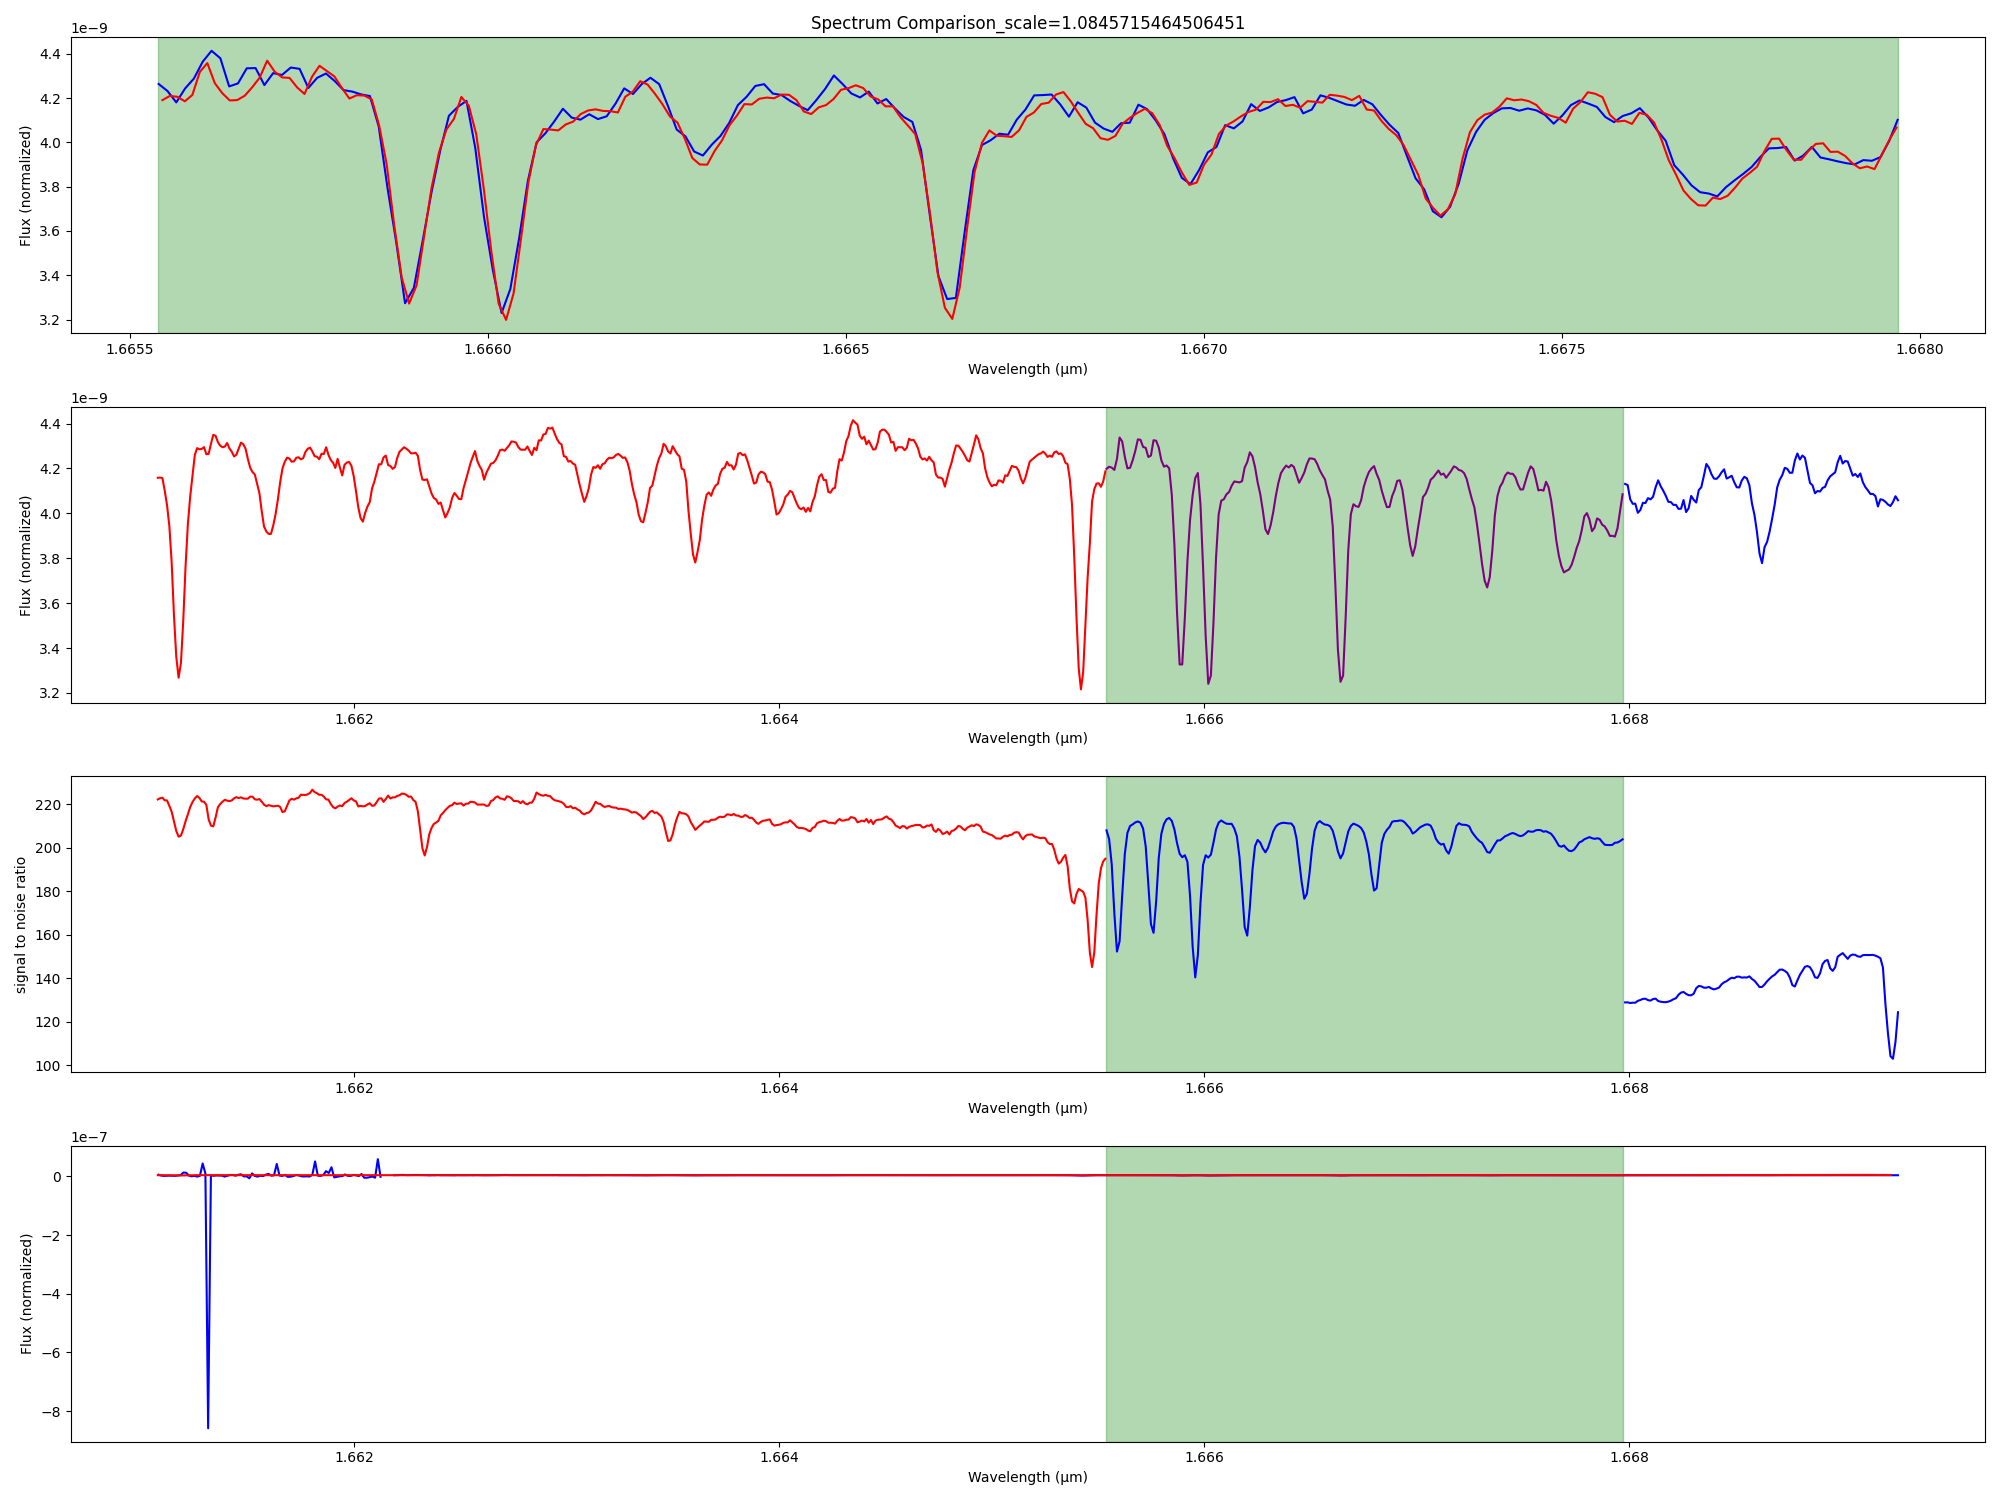 Spectrum Comparison_scale=1.0845715464506451
1e−9
4.4
4.2
4.0
3.8
3.6
3.4
3.2
Flux (normalized)
1.6655 1.6660 1.6665 1.6670 1.6675 1.6680
Wavelength (μm)
1e−9
4.4
4.2
4.0
3.8
3.6
3.4
3.2
Flux (normalized)
1.662 1.664 1.666 1.668
Wavelength (μm)
220
200
180
160
140
120
100
signal to noise ratio
1.662 1.664 1.666 1.668
Wavelength (μm)
1e−7
0
−2
−4
−6
−8
Flux (normalized)
1.662 1.664 1.666 1.668
Wavelength (μm)